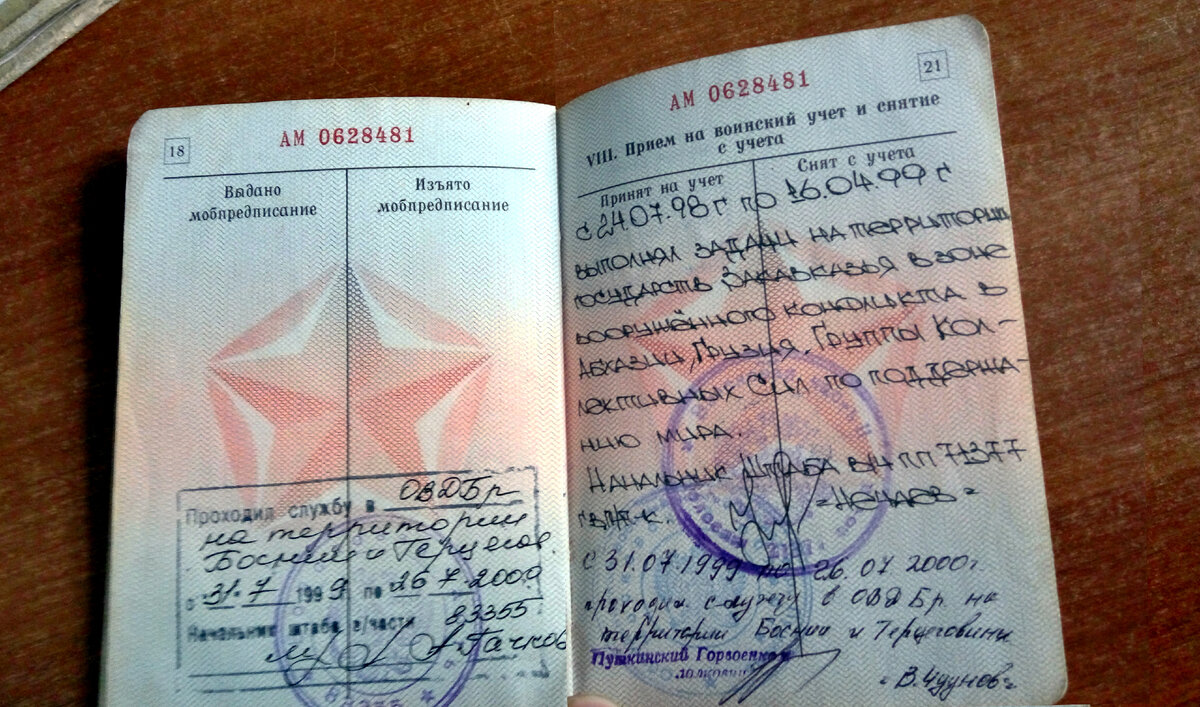 18
АМ 0628481
Выдано
мобпредписание
Изъято
мобпредписание
Проходил службу в ОВДБр
на территории
Боснии и Герцегов
с 31.7 1999 по 26 7 2000
Начальник штаба в/части 83355
21
АМ 0628481
VIII. Прием на воинский учет и снятие
с учета
Принят на учет
Снят с учета
с 24.07.98 г по 16.04.99 г
выполнял задачи на территории
государств Закавказья в зоне
вооружённого конфликта в
Абхазии, Грузия. Группы Кол-
лективных Сил по поддержа-
нию мира.
Начальник Штаба в/ч пп 71377
г/вп-к. =Нечаев=
с 31.07.1999 по 26.07 2000г.
проходил службу в ОВДБр на
территории Боснии и Герцеговины
Пушкинский Горвоенком
полковник
"В. Чудунов"